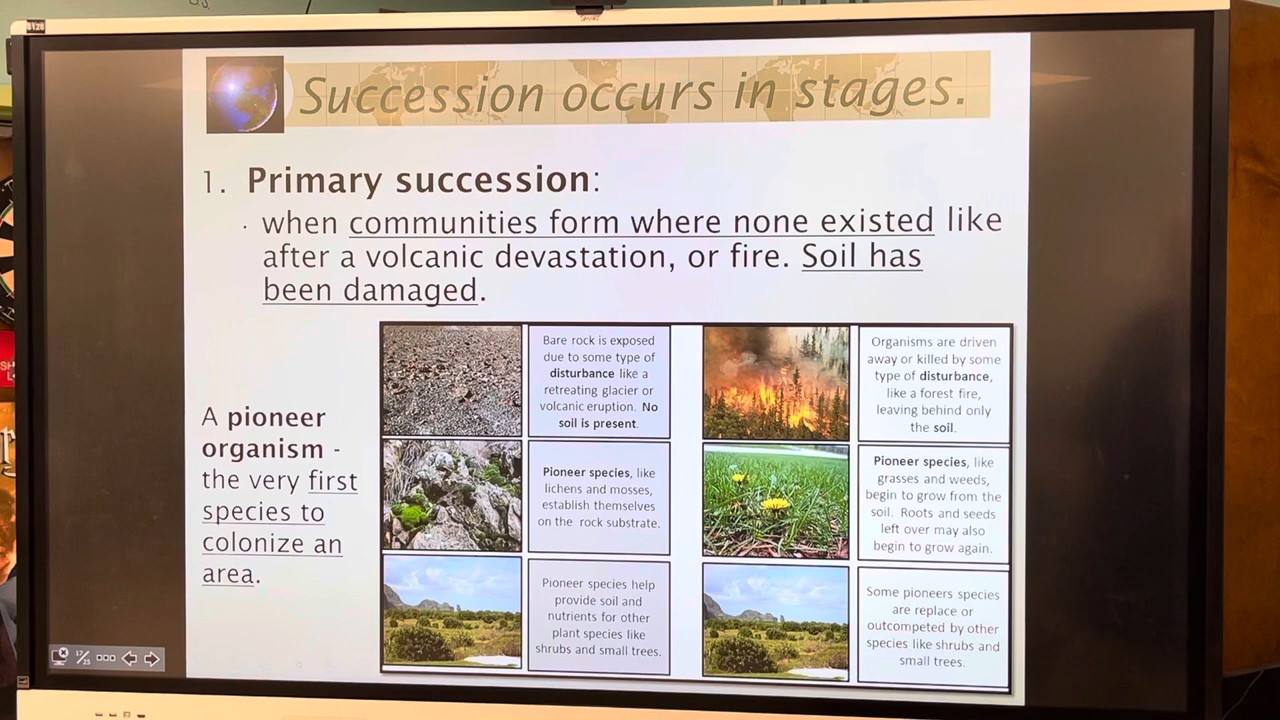 SMART
Succession occurs in stages.
1. Primary succession:
· when communities form where none existed like
after a volcanic devastation, or fire. Soil has
been damaged.
A pioneer
organism -
the very first
species to
colonize an
area.
Bare rock is exposed
due to some type of
disturbance like a
retreating glacier or
volcanic eruption. No
soil is present.
Organisms are driven
away or killed by some
type of disturbance,
like a forest fire,
leaving behind only
the soil.
Pioneer species, like
lichens and mosses,
establish themselves
on the rock substrate.
Pioneer species, like
grasses and weeds,
begin to grow from the
soil. Roots and seeds
left over may also
begin to grow again.
Pioneer species help
provide soil and
nutrients for other
plant species like
shrubs and small trees.
Some pioneers species
are replace or
outcompeted by other
species like shrubs and
small trees.
17/25